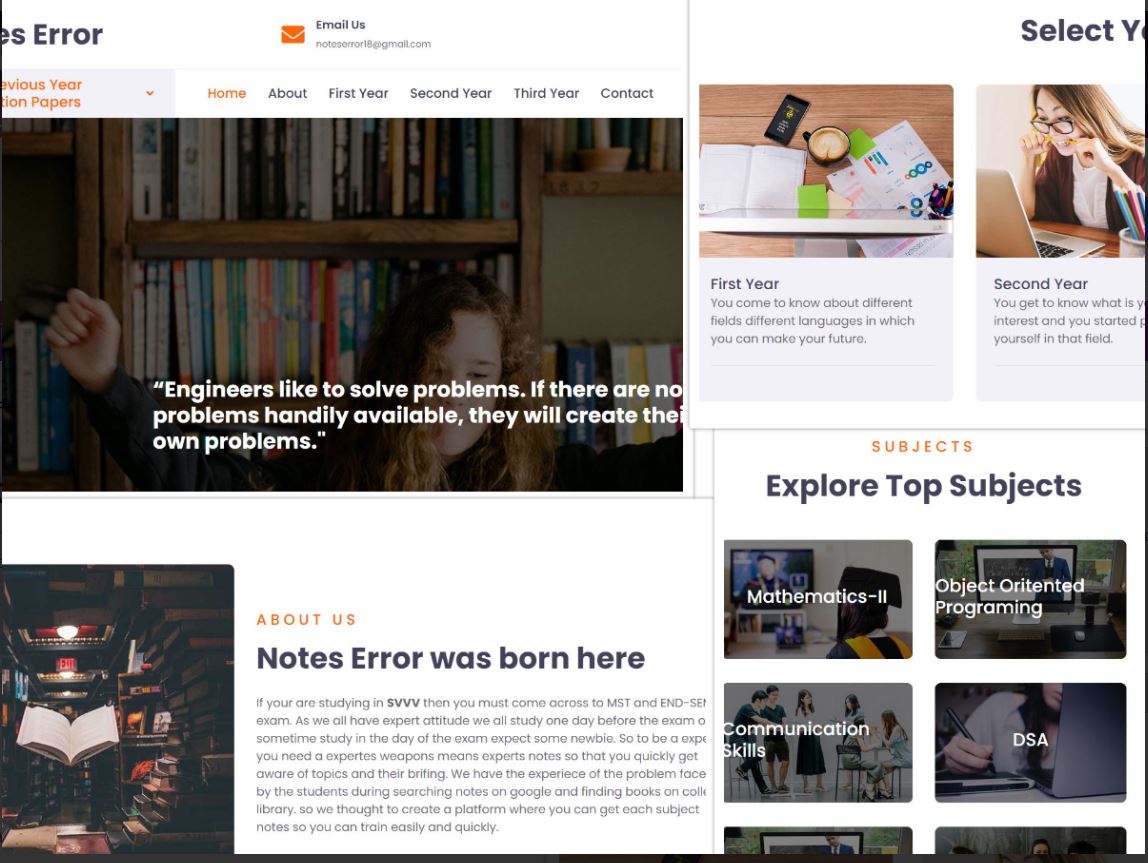 es Error
Email Us
noteserror18@gmail.com
evious Year
tion Papers
Home About First Year Second Year Third Year Contact
“Engineers like to solve problems. If there are no
problems handily available, they will create thei
own problems."
Select Yo
First Year
You come to know about different
fields different languages in which
you can make your future.
Second Year
You get to know what is yo
interest and you started p
yourself in that field.
ABOUT US
Notes Error was born here
If your are studying in SVVV then you must come across to MST and END-SEM
exam. As we all have expert attitude we all study one day before the exam o
sometime study in the day of the exam expect some newbie. So to be a expe
you need a expertes weapons means experts notes so that you quickly get
aware of topics and their brifing. We have the experiece of the problem face
by the students during searching notes on google and finding books on colle
library. so we thought to create a platform where you can get each subject
notes so you can train easily and quickly.
EXIT
SUBJECTS
Explore Top Subjects
Mathematics-II
Object Oritented
Programing
Communication
Skills
DSA